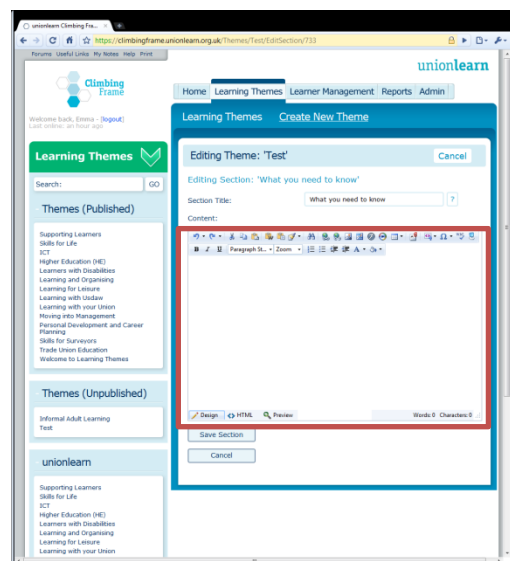 unionlearn Climbing Fra...
https://climbingframe.unionlearn.org.uk/Themes/Test/EditSection/733
Forums Useful Links My Notes Help Print
unionlearn
Climbing
Frame
Home Learning Themes Learner Management Reports Admin
Welcome back, Emma - (logout)
Last online: an hour ago
Learning Themes Create New Theme
Learning Themes
Editing Theme: 'Test' Cancel
Search: GO
Editing Section: 'What you need to know'
Section Title: What you need to know ?
Content:
Themes (Published)
Supporting Learners
Skills for Life
ICT
Higher Education (HE)
Learners with Disabilities
Learning and Organising
Learning for Leisure
Learning with Usdaw
Learning with your Union
Moving into Management
Personal Development and Career
Planning
Skills for Surveyors
Trade Union Education
Welcome to Learning Themes
B I U Paragraph St... Zoom
Themes (Unpublished)
Informal Adult Learning
Test
Design HTML Preview Words: 0 Characters: 0
Save Section
Cancel
unionlearn
Supporting Learners
Skills for Life
ICT
Higher Education (HE)
Learners with Disabilities
Learning and Organising
Learning for Leisure
Learning with your Union